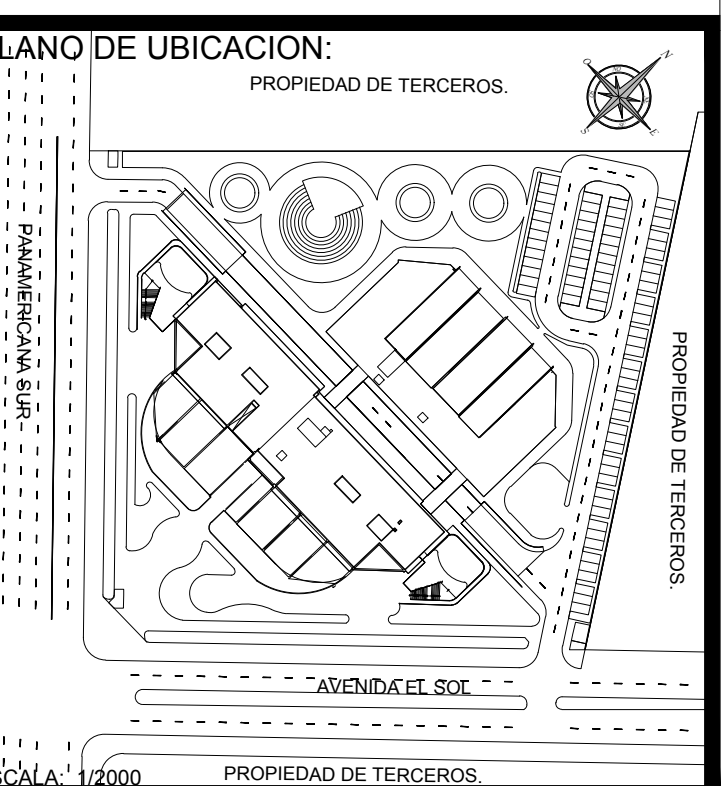 LANO DE UBICACION:
PROPIEDAD DE TERCEROS.
N
O
S
E
PANAMERICANA SUR
PROPIEDAD DE TERCEROS.
AVENIDA EL SOL
SCALA: 1/2000
PROPIEDAD DE TERCEROS.